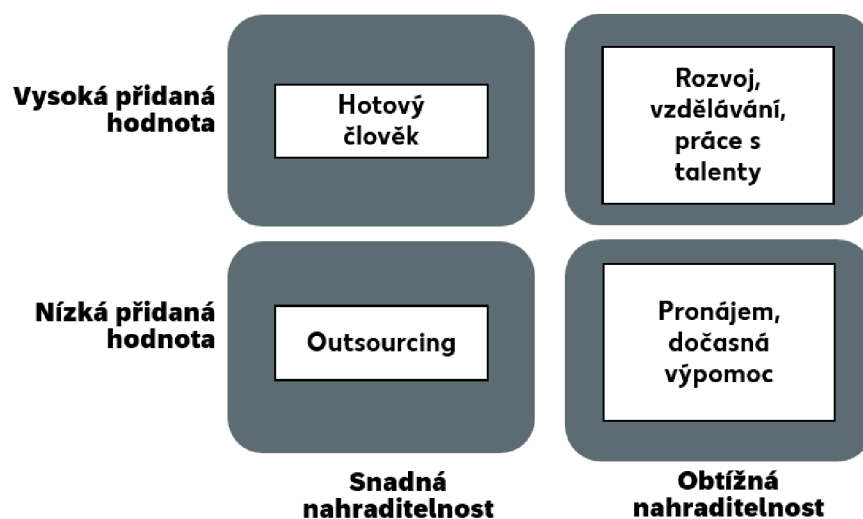 Vysoká přidaná
hodnota
Hotový
člověk
Rozvoj,
vzdělávání,
práce s
talenty
Nízká přidaná
hodnota
Outsourcing
Pronájem,
dočasná
výpomoc
Snadná
nahraditelnost
Obtížná
nahraditelnost